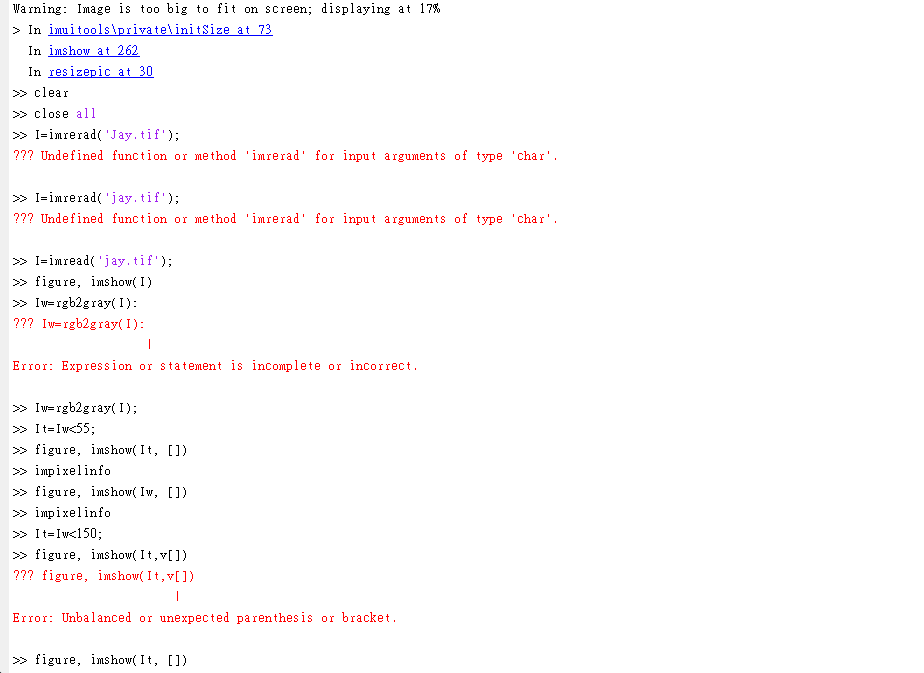 Warning: Image is too big to fit on screen; displaying at 17%
> In imuitools\private\initSize at 73
In imshow at 262
In resizepic at 30
>> clear
>> close all
>> I=imrerad('Jay.tif');
??? Undefined function or method 'imrerad' for input arguments of type 'char'.
>> I=imrerad('jay.tif');
??? Undefined function or method 'imrerad' for input arguments of type 'char'.
>> I=imread('jay.tif');
>> figure, imshow(I)
>> Iw=rgb2gray(I):
??? Iw=rgb2gray(I):
|
Error: Expression or statement is incomplete or incorrect.
>> Iw=rgb2gray(I);
>> It=Iw<55;
>> figure, imshow(It, [])
>> impixelinfo
>> figure, imshow(Iw, [])
>> impixelinfo
>> It=Iw<150;
>> figure, imshow(It,v[])
??? figure, imshow(It,v[])
|
Error: Unbalanced or unexpected parenthesis or bracket.
>> figure, imshow(It, [])